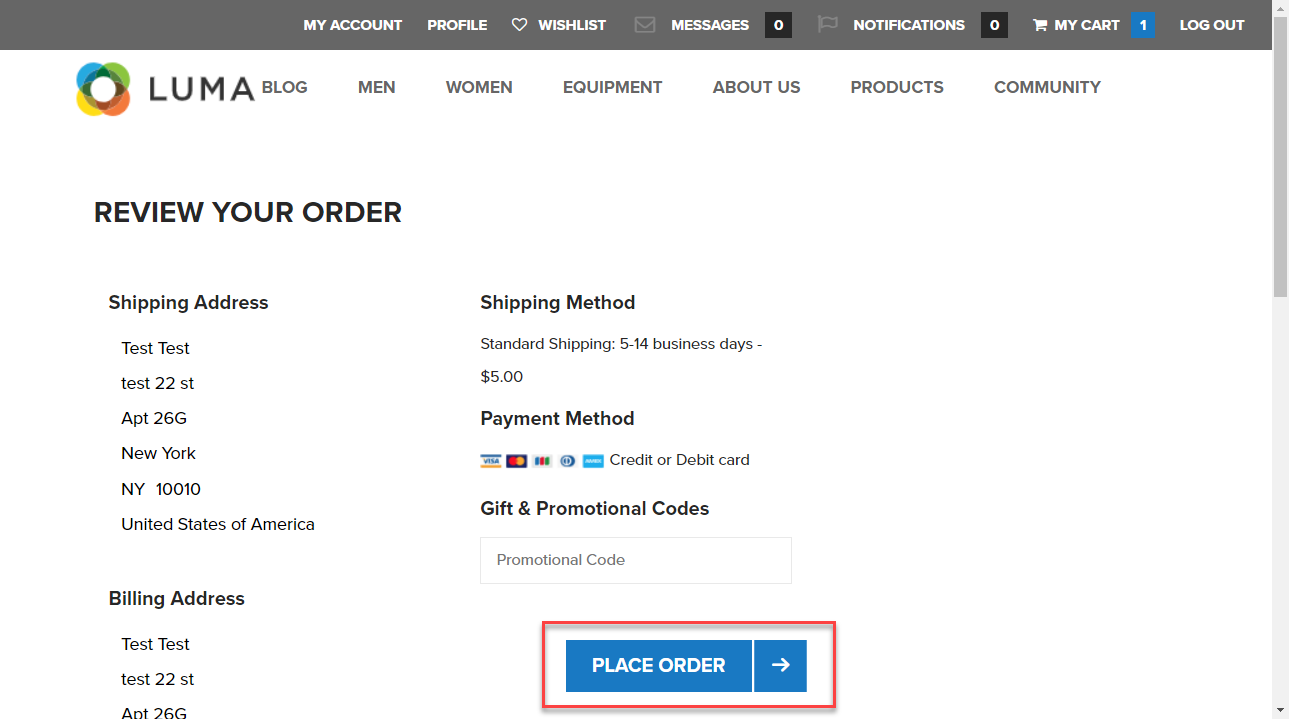 MY ACCOUNT PROFILE WISHLIST MESSAGES 0 NOTIFICATIONS 0 MY CART 1 LOG OUT
LUMA BLOG MEN WOMEN EQUIPMENT ABOUT US PRODUCTS COMMUNITY
REVIEW YOUR ORDER
Shipping Address
Test Test
test 22 st
Apt 26G
New York
NY 10010
United States of America
Billing Address
Test Test
test 22 st
Apt 26G
Shipping Method
Standard Shipping: 5-14 business days -
$5.00
Payment Method
VISA AMEX Credit or Debit card
Gift & Promotional Codes
Promotional Code
PLACE ORDER